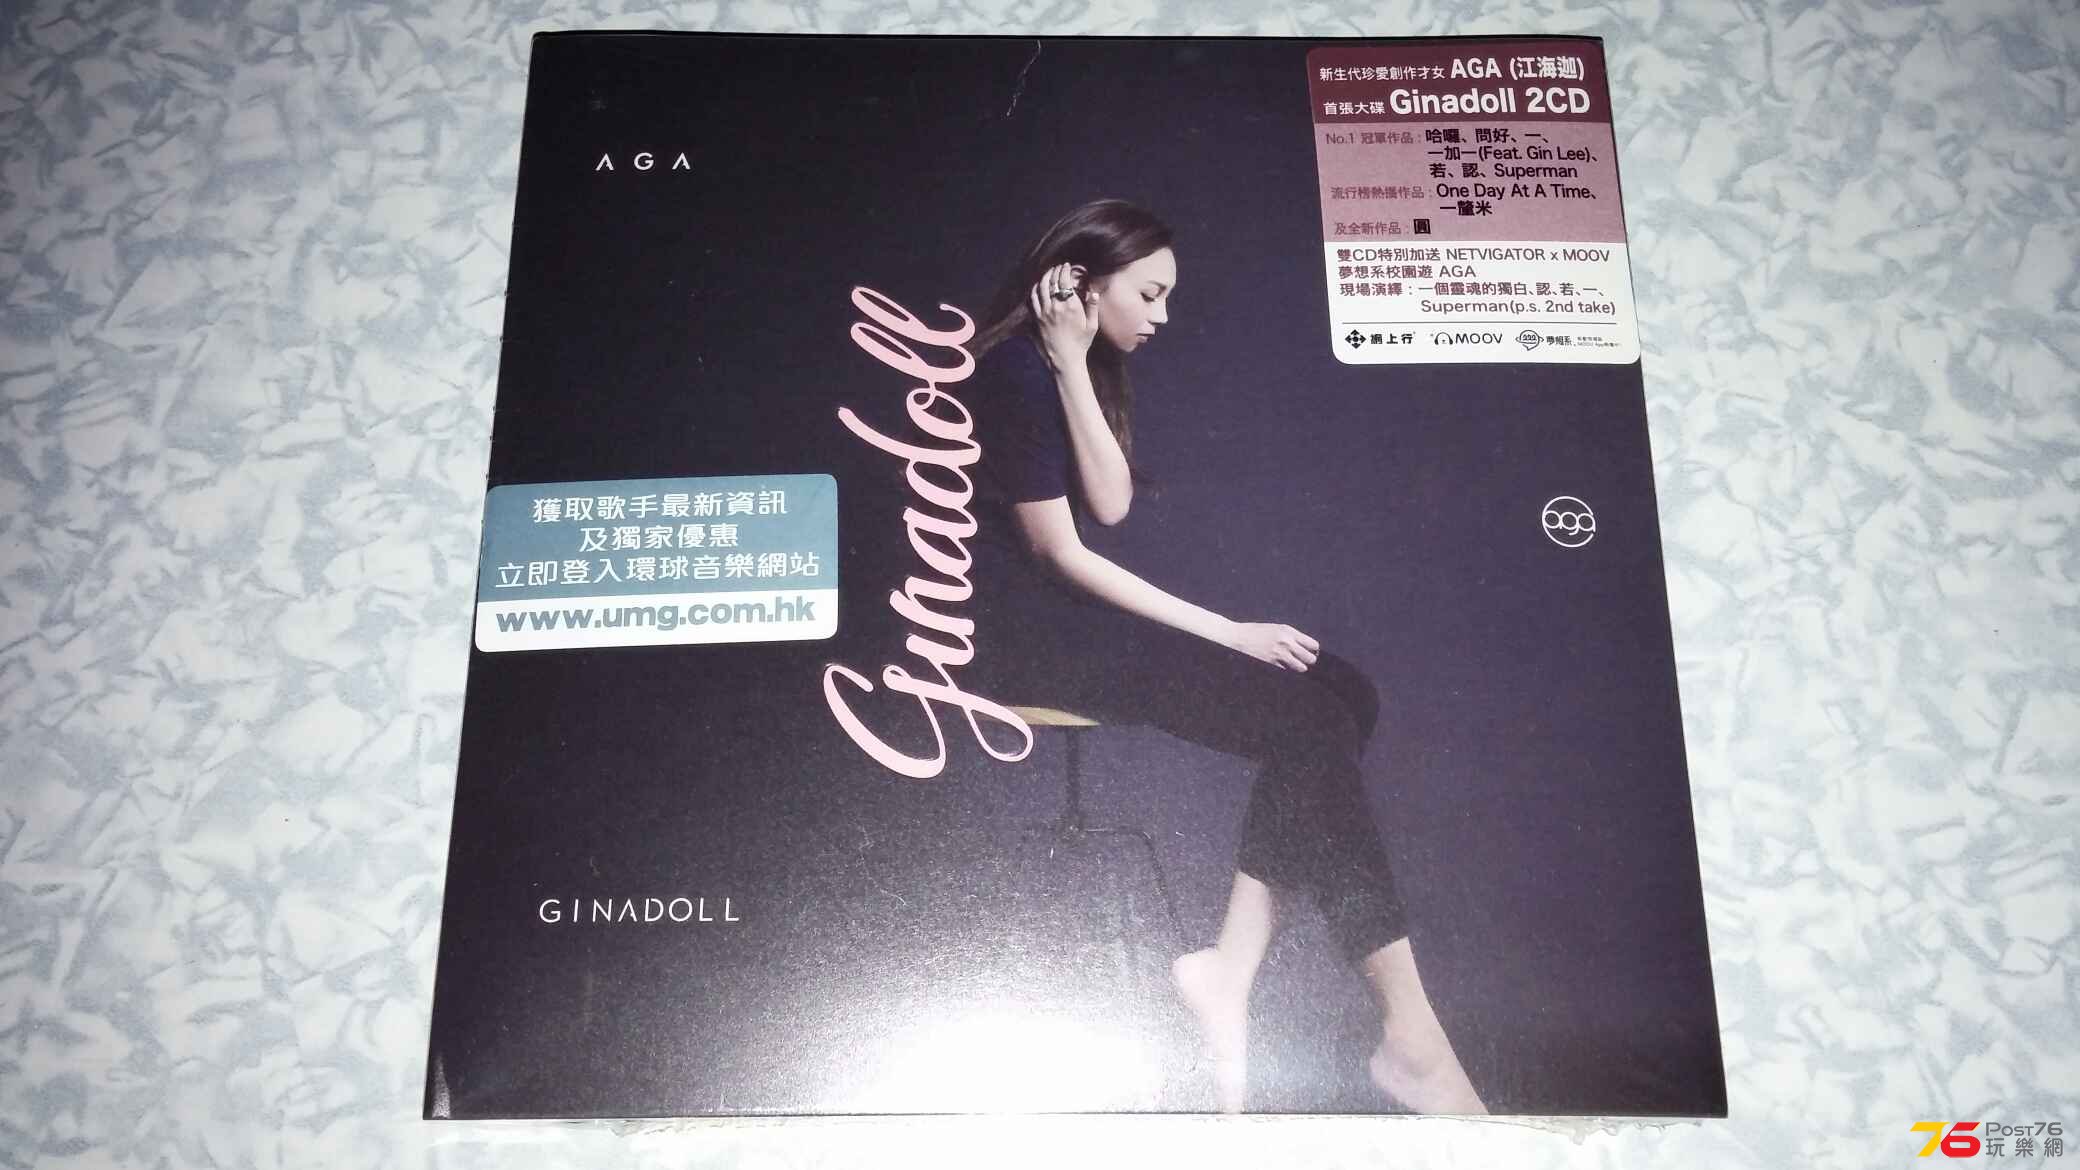 AGA
新生代珍愛創作才女 AGA (江海迦)
首張大碟 Ginadoll 2CD
No.1 冠軍作品：哈囉、問好、一、
一加一(Feat. Gin Lee)、
若、認、Superman
流行榜熱播作品：One Day At A Time、
一釐米
及全新作品：圓
雙CD特別加送 NETVIGATOR x MOOV
夢想系校園遊 AGA
現場演繹：一個靈魂的獨白、認、若、一、
Superman(p.s. 2nd take)
網上行 MOOV 夢想系
Ginadoll
獲取歌手最新資訊
及獨家優惠
立即登入環球音樂網站
www.umg.com.hk
aga
GINADOLL
76 POST76
玩樂網